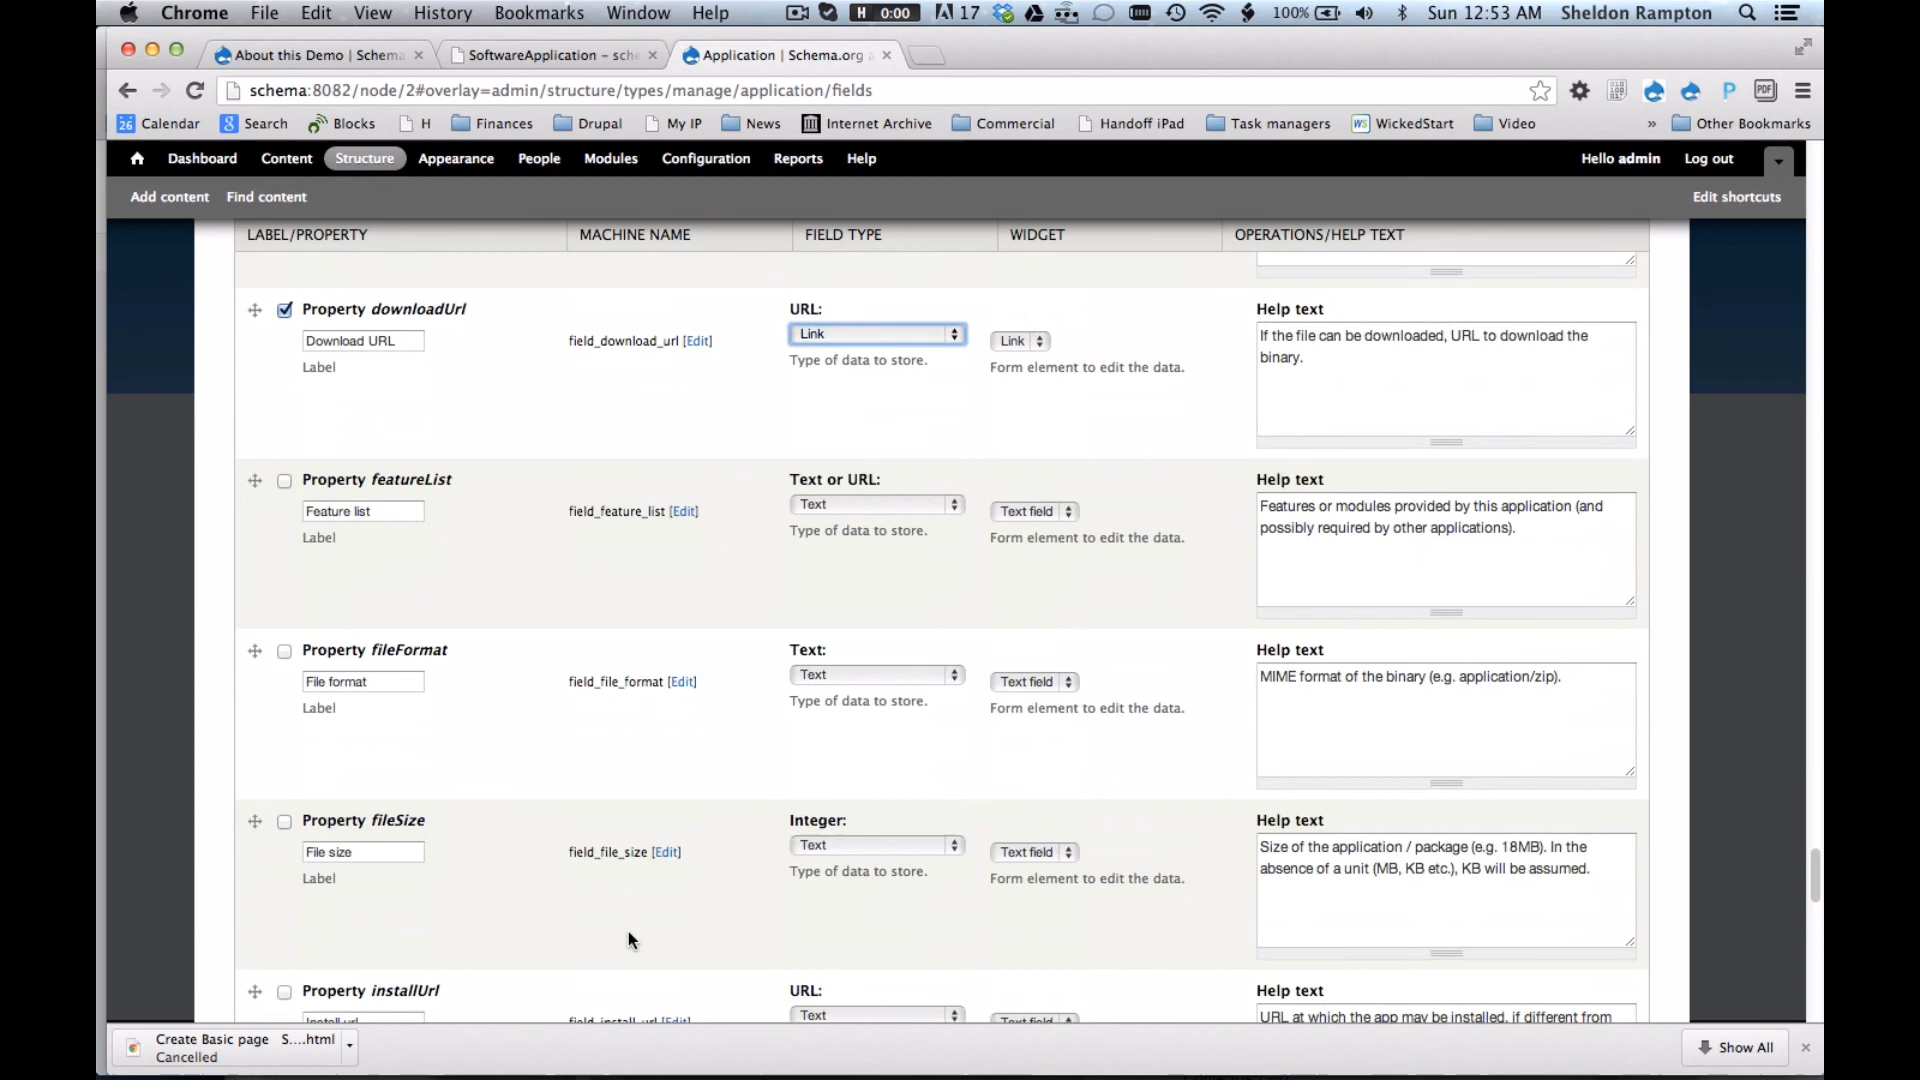 Chrome File Edit View History Bookmarks Window Help H 0:00 17 100% Sun 12:53 AM Sheldon Rampton
About this Demo | Schema × SoftwareApplication – sche × Application | Schema.org a ×
schema:8082/node/2#overlay=admin/structure/types/manage/application/fields P PDF
26 Calendar 8 Search Blocks H Finances Drupal My IP News Internet Archive Commercial Handoff iPad Task managers WS WickedStart Video » Other Bookmarks
Dashboard Content Structure Appearance People Modules Configuration Reports Help Hello admin Log out
Add content Find content Edit shortcuts
LABEL/PROPERTY MACHINE NAME FIELD TYPE WIDGET OPERATIONS/HELP TEXT
Property downloadUrl URL: Help text
Download URL field_download_url [Edit] Link Link If the file can be downloaded, URL to download the
binary.
Label Type of data to store. Form element to edit the data.
Property featureList Text or URL: Help text
Feature list field_feature_list [Edit] Text Text field Features or modules provided by this application (and
possibly required by other applications).
Label Type of data to store. Form element to edit the data.
Property fileFormat Text: Help text
File format field_file_format [Edit] Text Text field MIME format of the binary (e.g. application/zip).
Label Type of data to store. Form element to edit the data.
Property fileSize Integer: Help text
File size field_file_size [Edit] Text Text field Size of the application / package (e.g. 18MB). In the
absence of a unit (MB, KB etc.), KB will be assumed.
Label Type of data to store. Form element to edit the data.
Property installUrl URL: Help text
Install url field_install_url [Edit] Text Text field URL at which the app may be installed, if different from
Create Basic page S....html
Cancelled
Show All ×